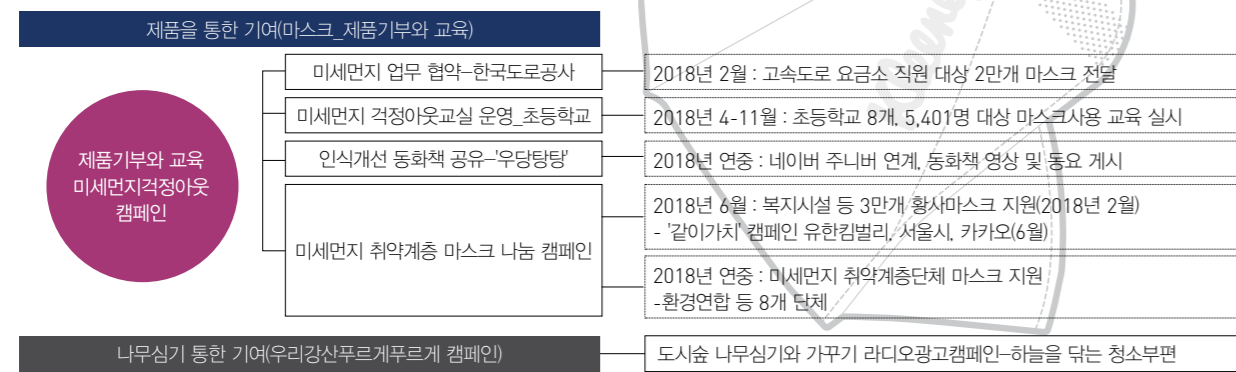 제품을 통한 기여(마스크_제품기부와 교육)
제품기부와 교육
미세먼지걱정아웃
캠페인
미세먼지 업무 협약–한국도로공사
2018년 2월 : 고속도로 요금소 직원 대상 2만개 마스크 전달
미세먼지 걱정아웃교실 운영_초등학교
2018년 4-11월 : 초등학교 8개, 5,401명 대상 마스크사용 교육 실시
인식개선 동화책 공유–'우당탕탕'
2018년 연중 : 네이버 주니버 연계, 동화책 영상 및 동요 게시
미세먼지 취약계층 마스크 나눔 캠페인
2018년 6월 : 복지시설 등 3만개 황사마스크 지원(2018년 2월)
- '같이가치' 캠페인 유한킴벌리, 서울시, 카카오(6월)
2018년 연중 : 미세먼지 취약계층단체 마스크 지원
-환경연합 등 8개 단체
나무심기 통한 기여(우리강산푸르게푸르게 캠페인)
도시숲 나무심기와 가꾸기 라디오광고캠페인–하늘을 닦는 청소부편